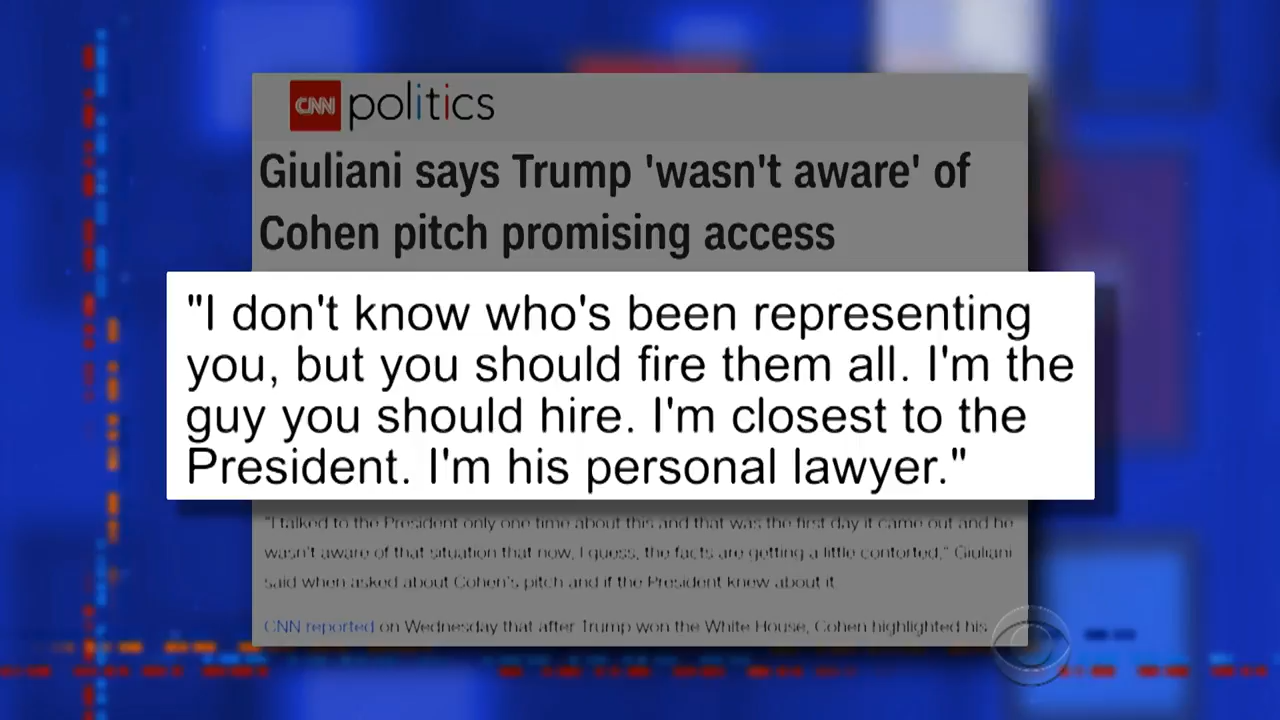 CNN politics
Giuliani says Trump 'wasn't aware' of
Cohen pitch promising access
"I don't know who's been representing
you, but you should fire them all. I'm the
guy you should hire. I'm closest to the
President. I'm his personal lawyer."
"I talked to the President only one time about this and that was the first day it came out and he
wasn't aware of that situation that now, I guess, the facts are getting a little contorted," Giuliani
said when asked about Cohen's pitch and if the President knew about it.
CNN reported on Wednesday that after Trump won the White House, Cohen highlighted his